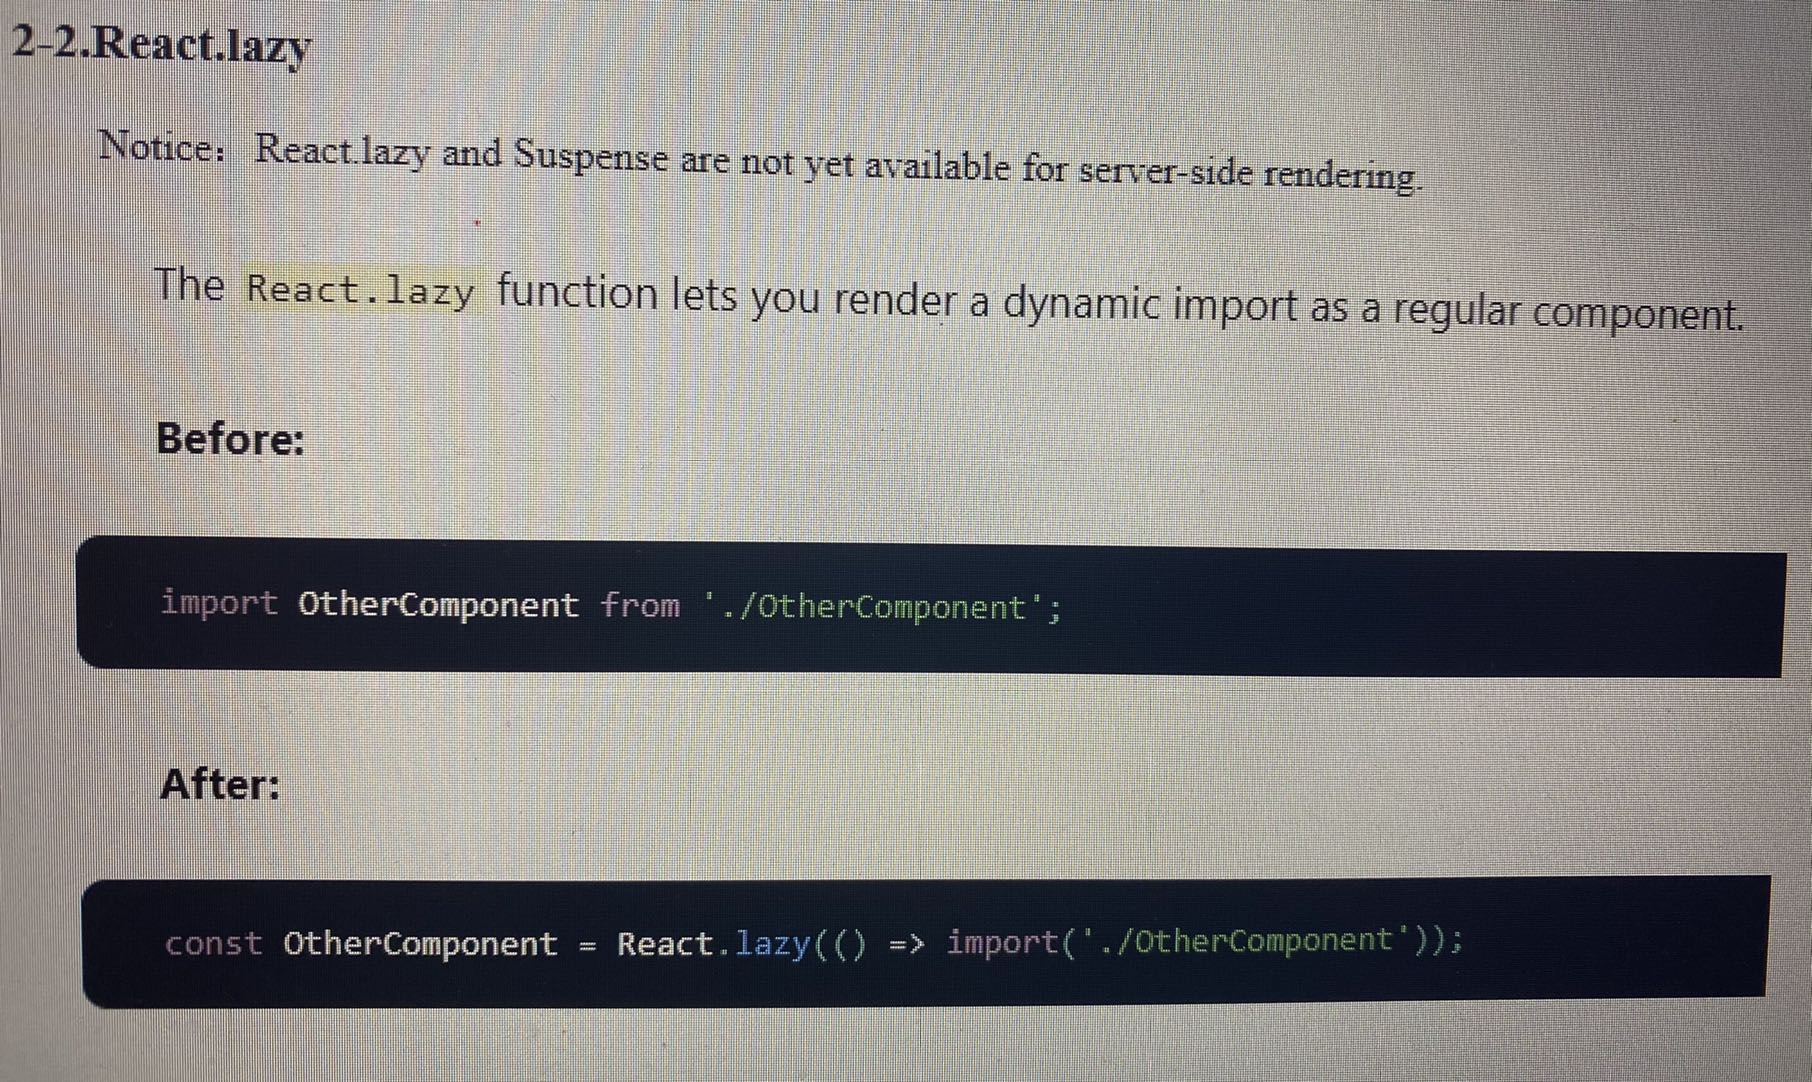 2-2.React.lazy
Notice: React.lazy and Suspense are not yet available for server-side rendering.
The React.lazy function lets you render a dynamic import as a regular component.
Before:
import OtherComponent from './OtherComponent';
After:
const OtherComponent = React.lazy(() => import('./OtherComponent'));